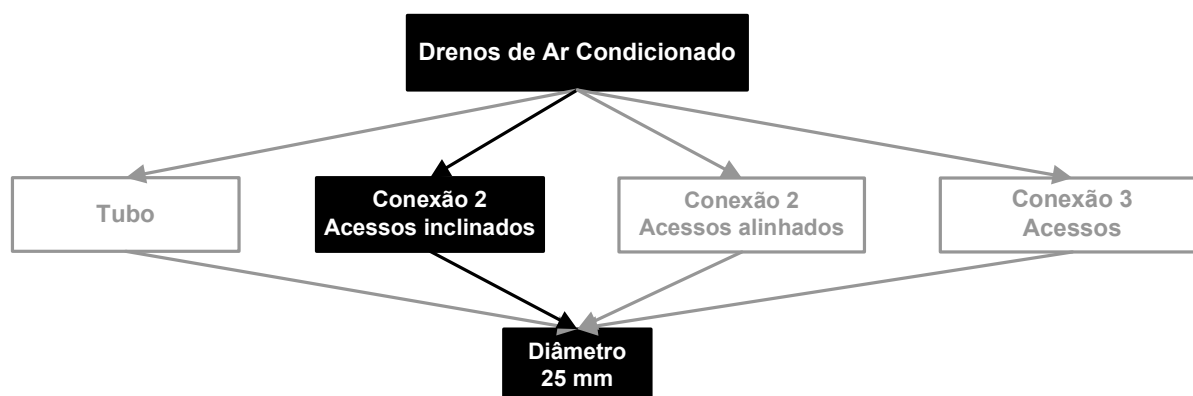 Drenos de Ar Condicionado
Tubo
Conexão 2
Acessos inclinados
Conexão 2
Acessos alinhados
Conexão 3
Acessos
Diâmetro
25 mm